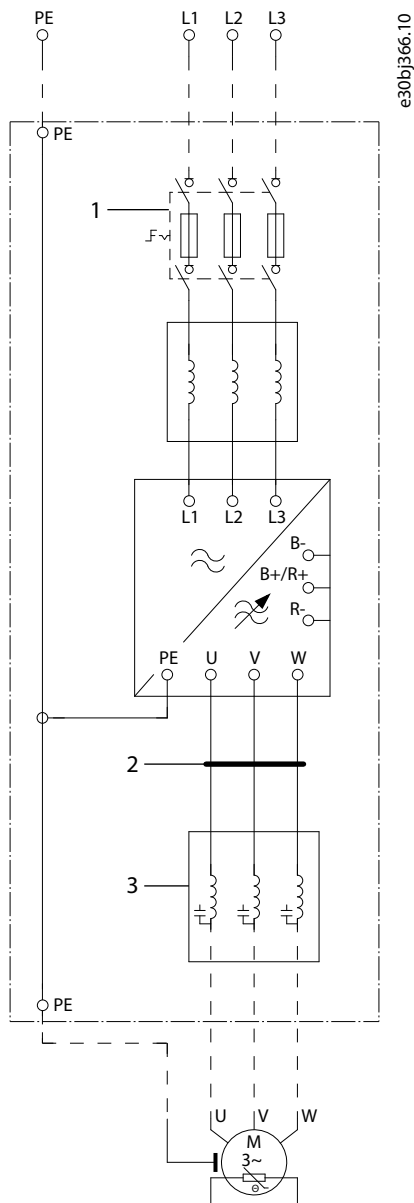 PE L1 L2 L3
e30bj366.10
PE
1
L1 L2 L3
B-
B+/R+
R-
PE U V W
2
3
PE
U V W
M
3~
Θ